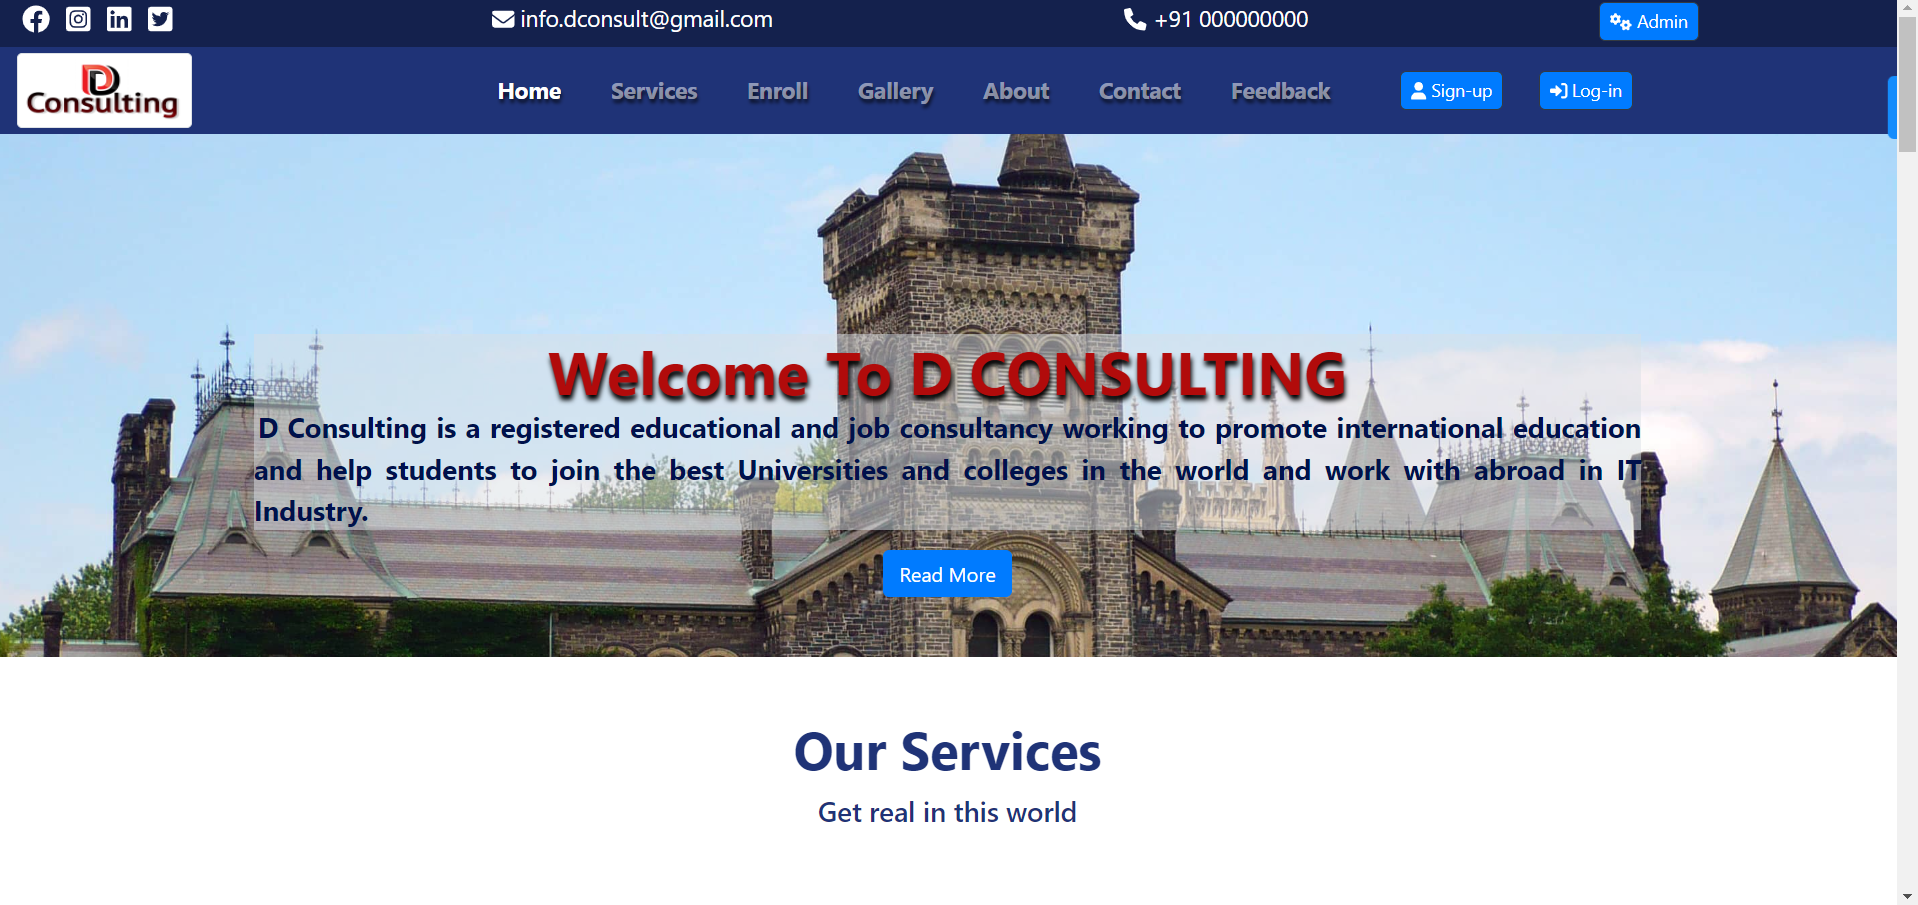 info.dconsult@gmail.com
+91 000000000
Admin
D
Consulting
Home
Services
Enroll
Gallery
About
Contact
Feedback
Sign-up
Log-in
Welcome To D CONSULTING
D Consulting is a registered educational and job consultancy working to promote international education
and help students to join the best Universities and colleges in the world and work with abroad in IT
Industry.
Read More
Our Services
Get real in this world